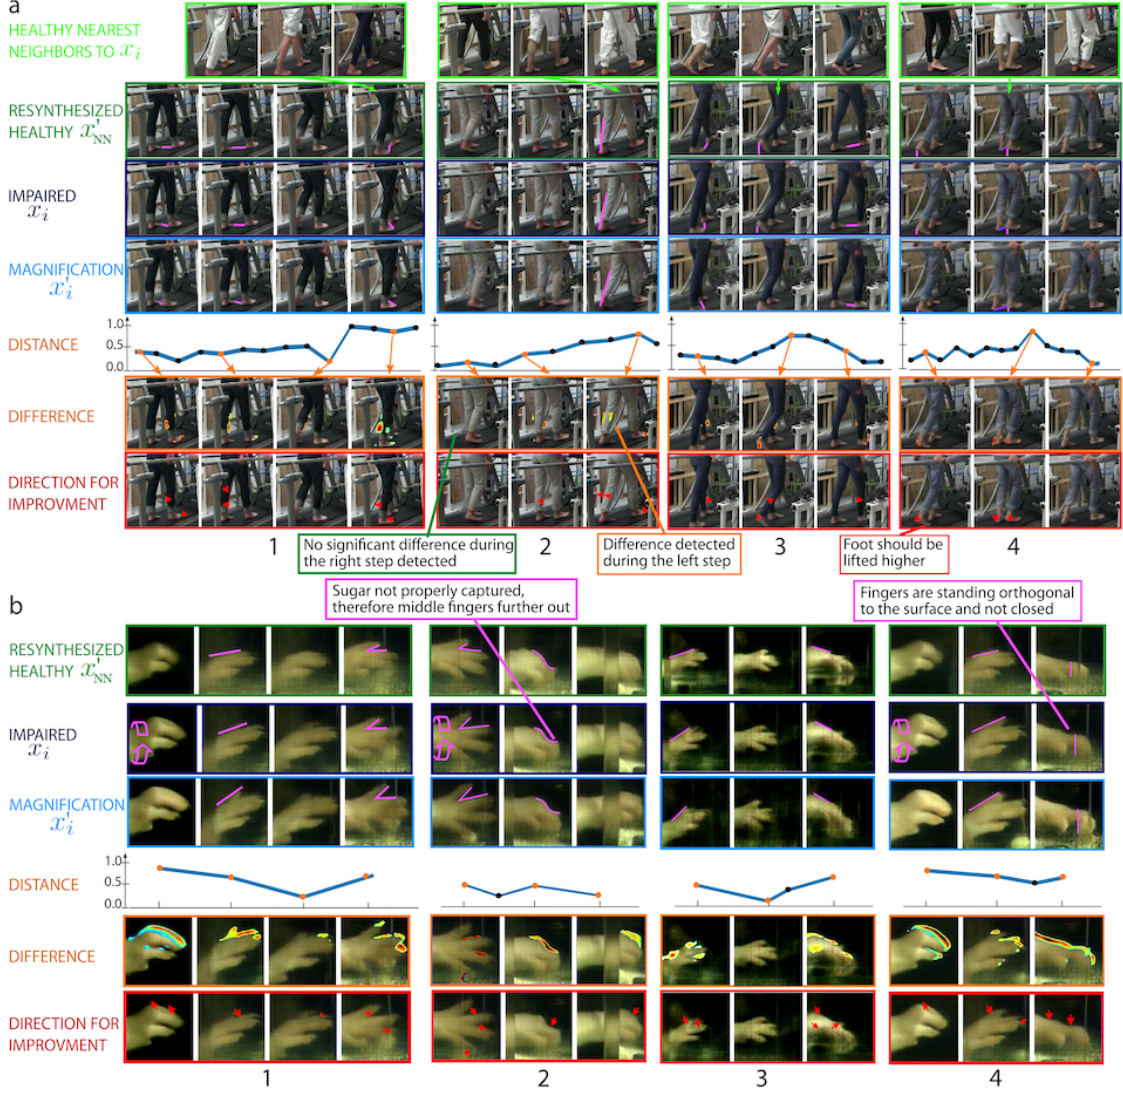 a
HEALTHY NEAREST
NEIGHBORS TO xᵢ
RESYNTHESIZED
HEALTHY x'NN
IMPAIRED
xᵢ
MAGNIFICATION
x'ᵢ
DISTANCE
1.0
0.5
0.0
DIFFERENCE
DIRECTION FOR
IMPROVMENT
1
2
3
4
No significant difference during
the right step detected
Difference detected
during the left step
Foot should be
lifted higher
b
Sugar not properly captured,
therefore middle fingers further out
Fingers are standing orthogonal
to the surface and not closed
RESYNTHESIZED
HEALTHY x'NN
IMPAIRED
xᵢ
MAGNIFICATION
x'ᵢ
DISTANCE
1.0
0.5
0.0
DIFFERENCE
DIRECTION FOR
IMPROVMENT
1
2
3
4